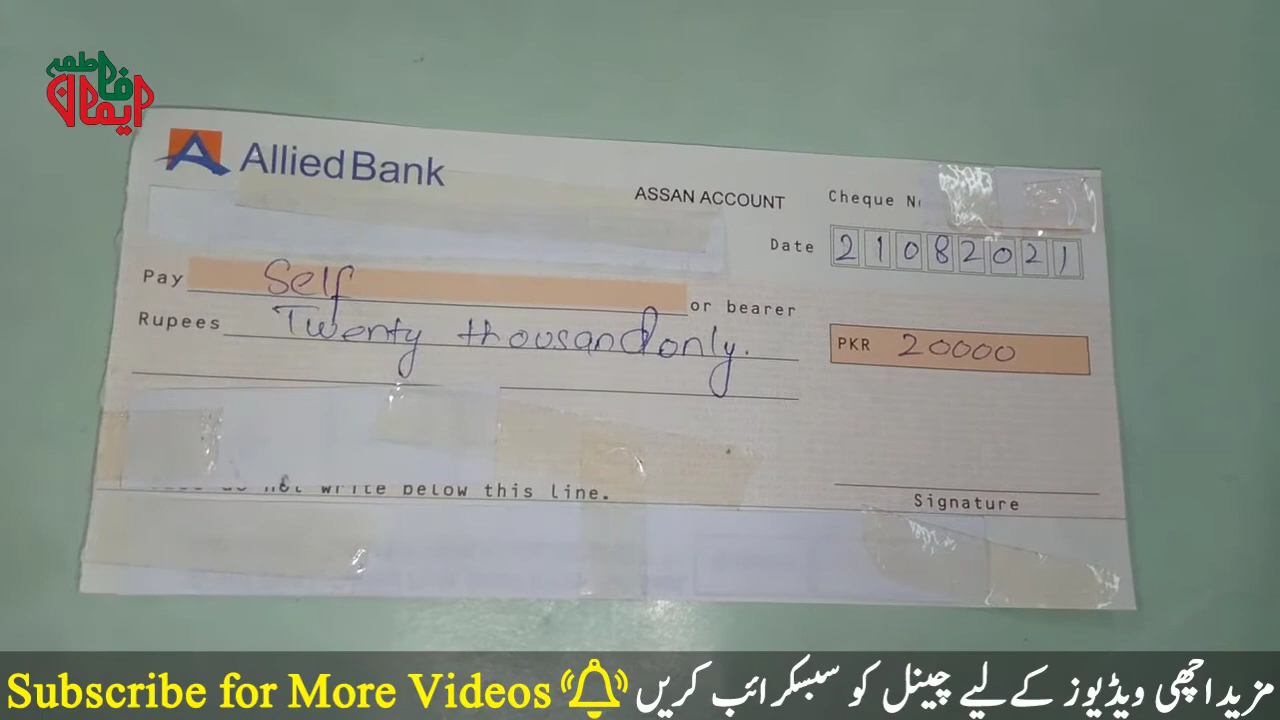 ایمان فاطمہ
Allied Bank
ASSAN ACCOUNT
Cheque
Date 21082021
Pay Self or bearer
Rupees Twenty thousand only.
PKR 20000
not write below this line.
Signature
Subscribe for More Videos
مزید اچھی ویڈیوز کے لیے چینل کو سبسکرائب کریں